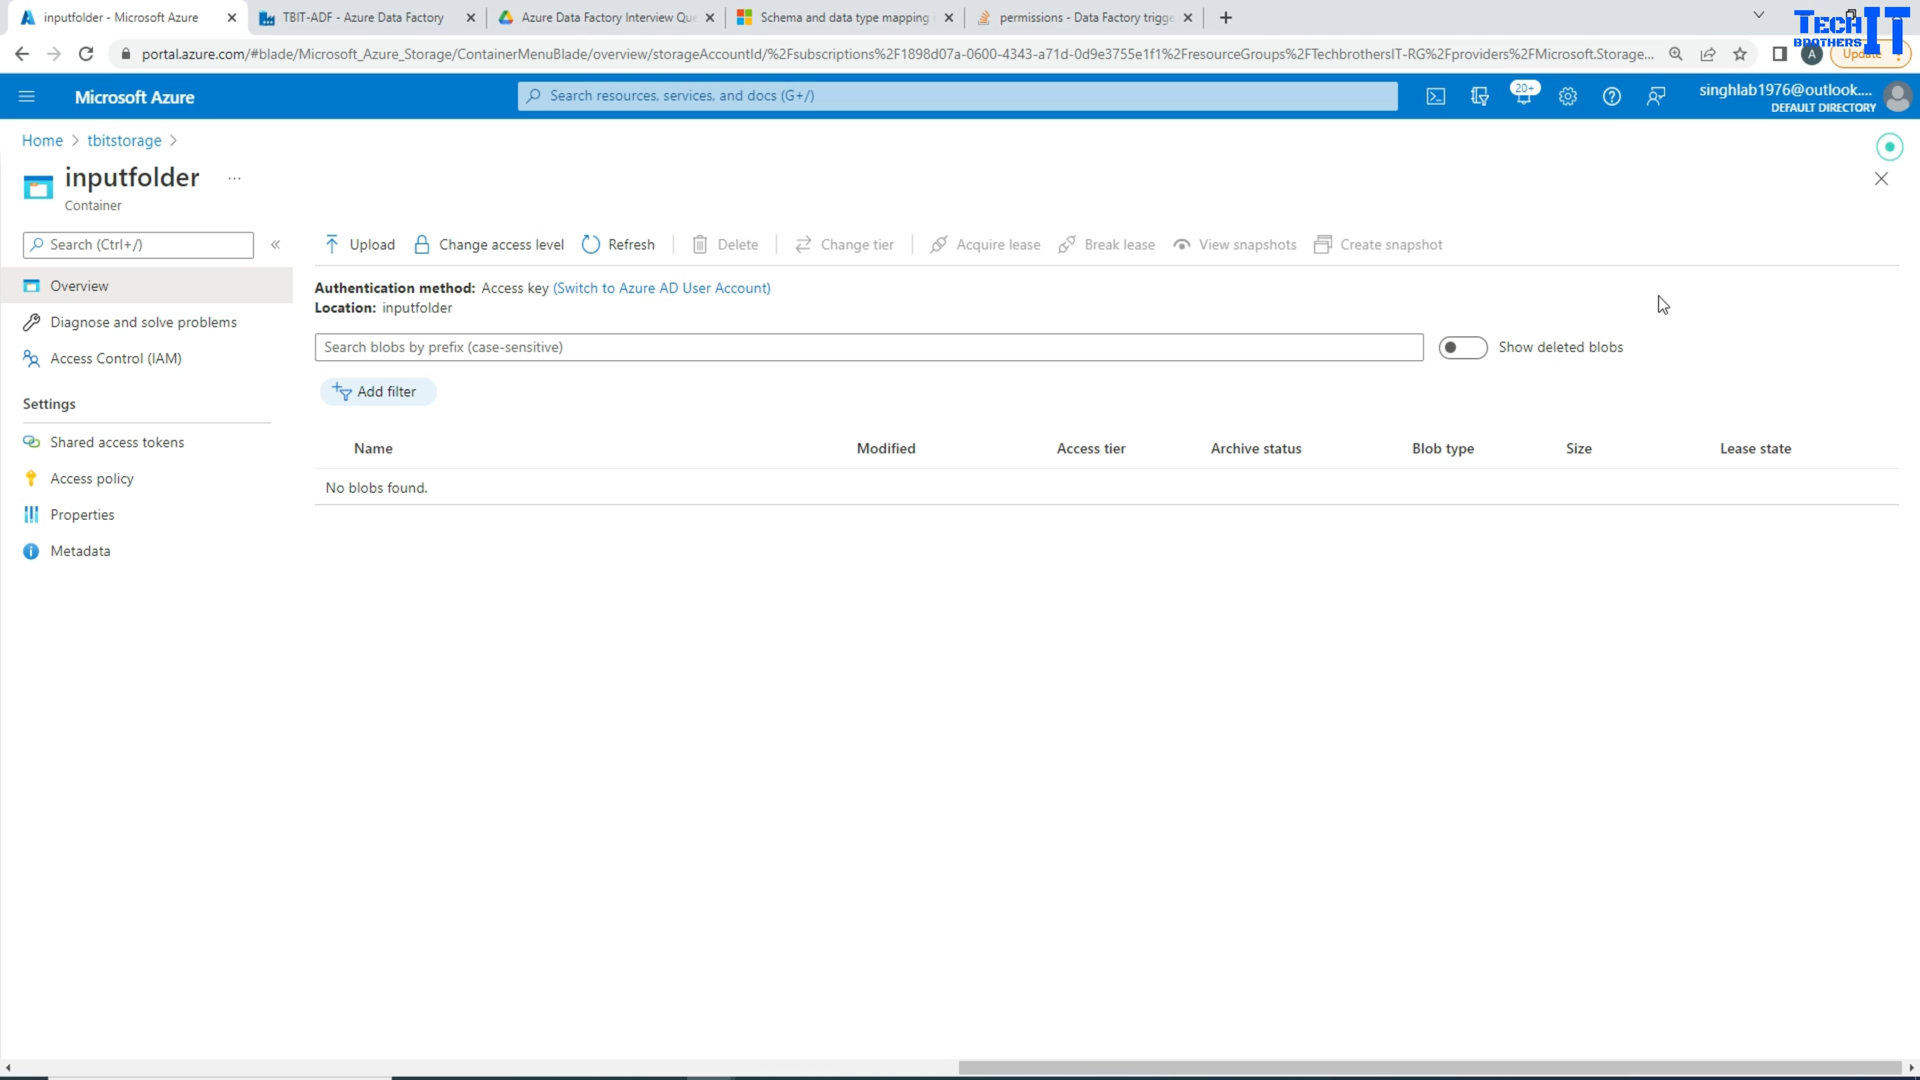 inputfolder - Microsoft Azure
TBIT-ADF - Azure Data Factory
Azure Data Factory Interview Que
Schema and data type mapping
permissions - Data Factory trigge
TECH
BROTHERS
IT
portal.azure.com/#blade/Microsoft_Azure_Storage/ContainerMenuBlade/overview/storageAccountId/%2Fsubscriptions%2F1898d07a-0600-4343-a71d-0d9e3755e1f1%2FresourceGroups%2FTechbrothersIT-RG%2Fproviders%2FMicrosoft.Storage...
A
Update
Microsoft Azure
Search resources, services, and docs (G+/)
20+
singhlab1976@outlook....
DEFAULT DIRECTORY
Home > tbitstorage >
inputfolder ...
Container
Search (Ctrl+/)
«
Upload
Change access level
Refresh
Delete
Change tier
Acquire lease
Break lease
View snapshots
Create snapshot
Overview
Diagnose and solve problems
Access Control (IAM)
Settings
Shared access tokens
Access policy
Properties
Metadata
Authentication method: Access key (Switch to Azure AD User Account)
Location: inputfolder
Search blobs by prefix (case-sensitive)
Show deleted blobs
Add filter
Name Modified Access tier Archive status Blob type Size Lease state
No blobs found.